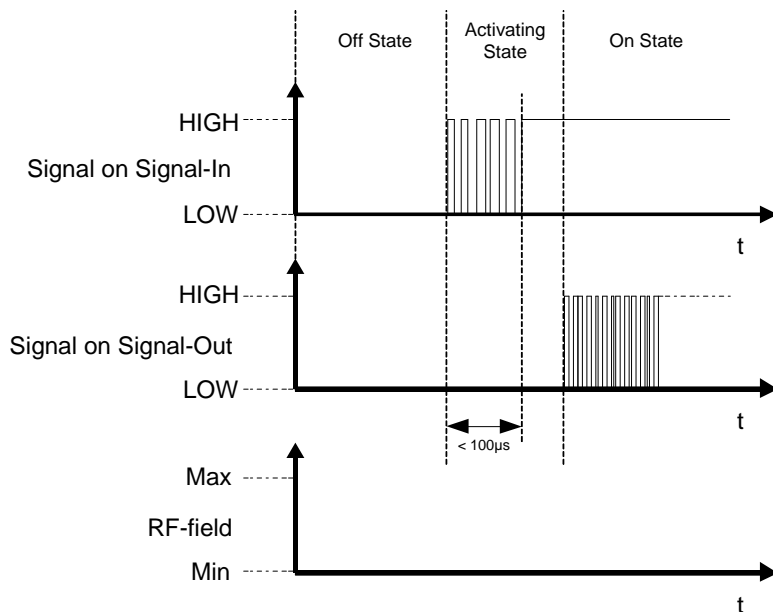 Off State
Activating
State
On State
HIGH
Signal on Signal-In
LOW
t
HIGH
Signal on Signal-Out
LOW
t
< 100µs
Max
RF-field
Min
t